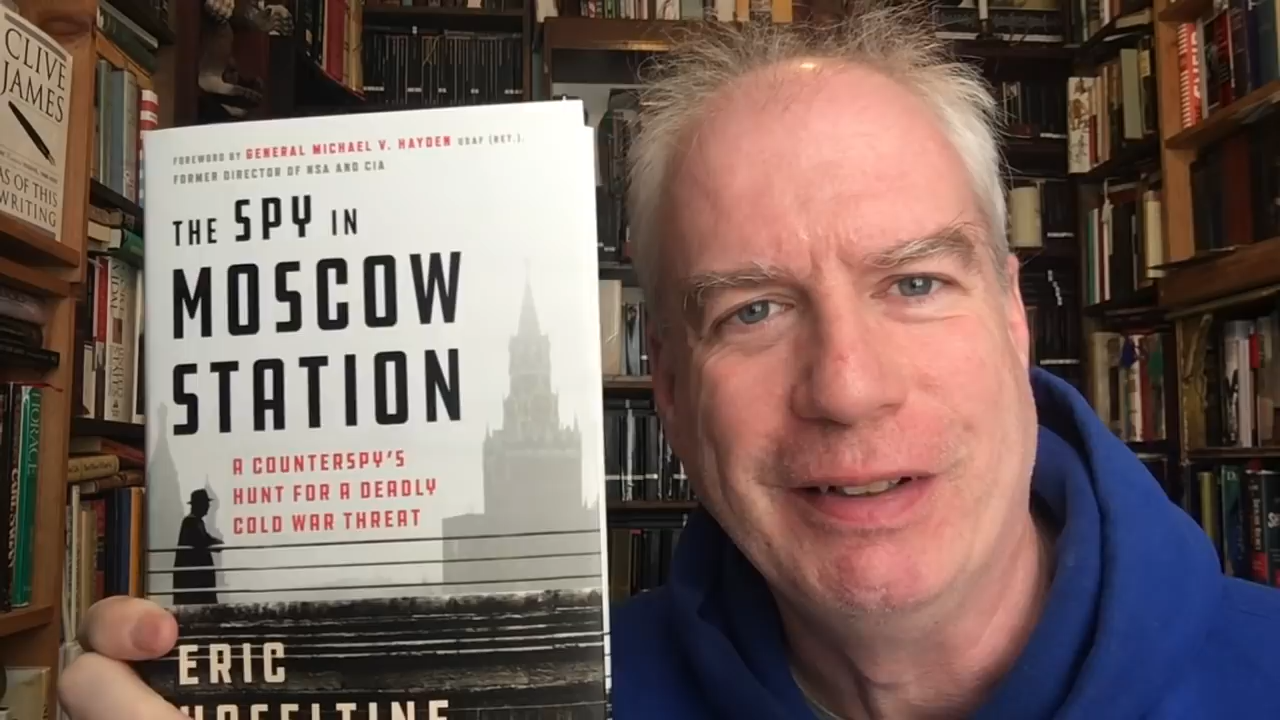 CLIVE
JAMES
AS OF THIS
WRITING
FOREWORD BY GENERAL MICHAEL V. HAYDEN USAF (RET.),
FORMER DIRECTOR OF NSA AND CIA
THE SPY IN
MOSCOW
STATION
A COUNTERSPY'S
HUNT FOR A DEADLY
COLD WAR THREAT
ERIC
HASELTINE
HORACE